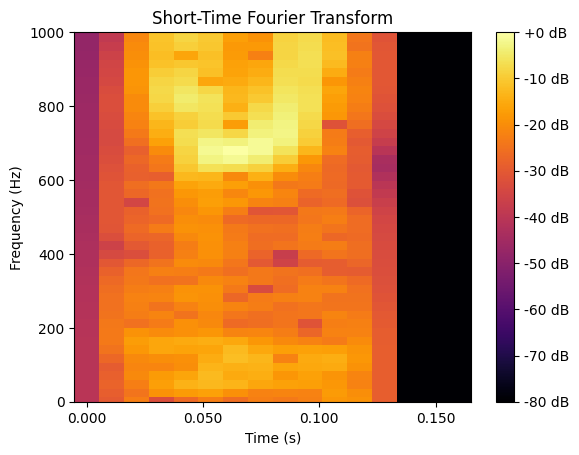 Short-Time Fourier Transform
1000
800
600
400
200
0
Frequency (Hz)
0.000
0.050
0.100
0.150
Time (s)
+0 dB
-10 dB
-20 dB
-30 dB
-40 dB
-50 dB
-60 dB
-70 dB
-80 dB